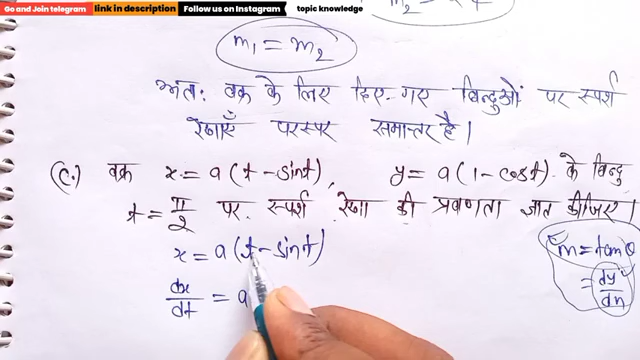 Go and Join telegram link in description Follow us on Instagram topic knowledge
m₁ = m₂
अतः वक्र के लिए दिए गए बिन्दुओं पर स्पर्श
रेखाएँ परस्पर समान्तर है।
(C.) वक्र x = a(t - sint), y = a(1 - cost) के बिन्दु
t = π/2 पर स्पर्श रेखा की प्रवणता ज्ञात कीजिए।
x = a(t - sint)
m = tanθ
dx/dt = a
= dy/dx